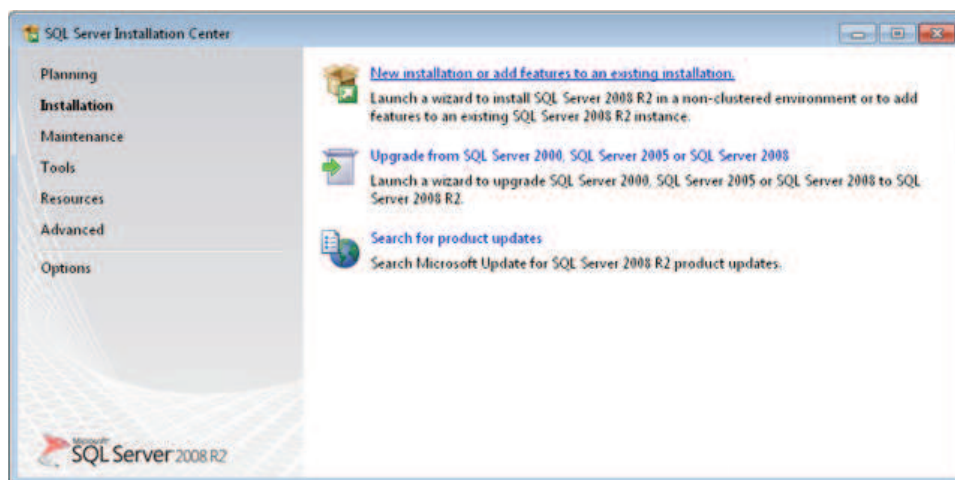 SQL Server Installation Center
Planning
Installation
Maintenance
Tools
Resources
Advanced
Options
New installation or add features to an existing installation.
Launch a wizard to install SQL Server 2008 R2 in a non-clustered environment or to add
features to an existing SQL Server 2008 R2 instance.
Upgrade from SQL Server 2000, SQL Server 2005 or SQL Server 2008
Launch a wizard to upgrade SQL Server 2000, SQL Server 2005 or SQL Server 2008 to SQL
Server 2008 R2.
Search for product updates
Search Microsoft Update for SQL Server 2008 R2 product updates.
Microsoft
SQL Server 2008 R2